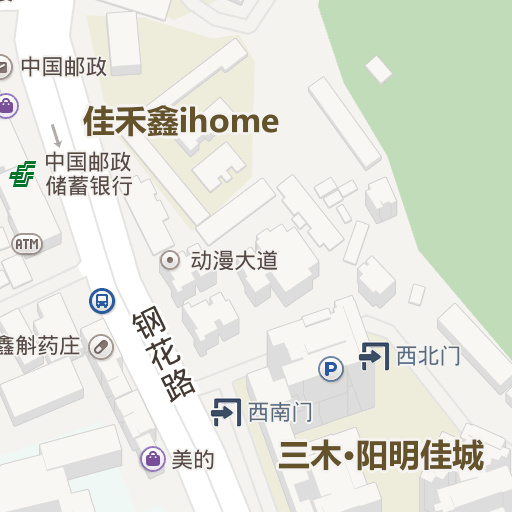 中国邮政
佳禾鑫ihome
中国邮政
储蓄银行
ATM
动漫大道
钢花路
鑫斛药庄
P
西北门
西南门
美的
三木·阳明佳城